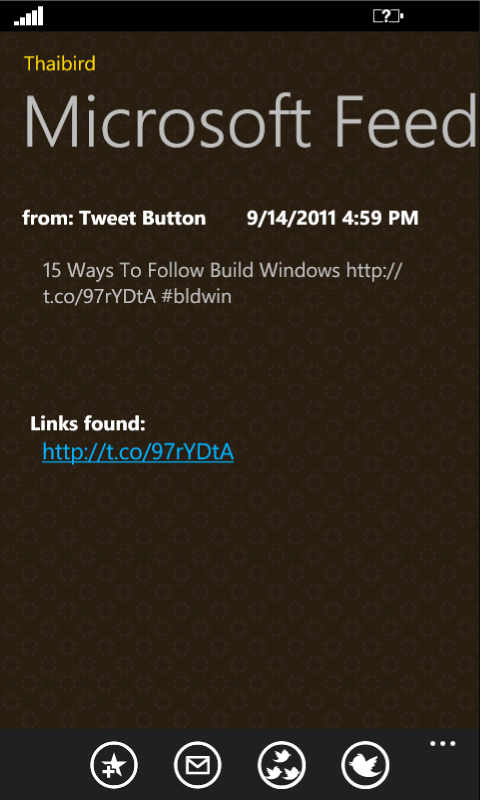 Thaibird
Microsoft Feed
from: Tweet Button 9/14/2011 4:59 PM
15 Ways To Follow Build Windows http://
t.co/97rYDtA #bldwin
Links found:
http://t.co/97rYDtA